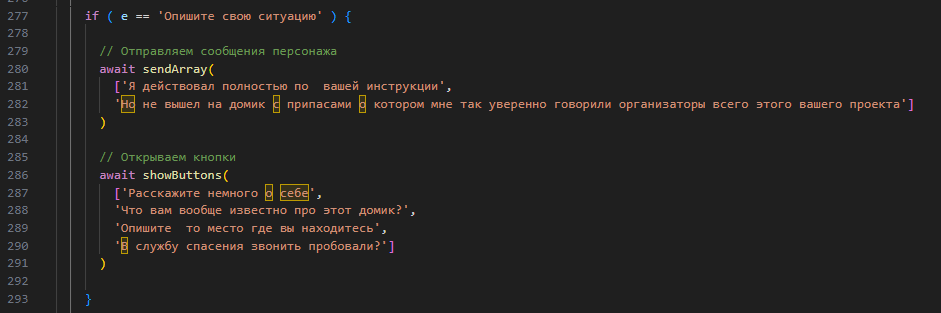 277 if ( e == 'Опишите свою ситуацию' ) {
278
279 // Отправляем сообщения персонажа
280 await sendArray(
281 ['Я действовал полностью по  вашей инструкции',
282 'Но не вышел на домик с припасами о котором мне так уверенно говорили организаторы всего этого вашего проекта']
283 )
284
285 // Открываем кнопки
286 await showButtons(
287 ['Расскажите немного о себе',
288 'Что вам вообще известно про этот домик?',
289 'Опишите  то место где вы находитесь',
290 'В службу спасения звонить пробовали?']
291 )
292
293 }